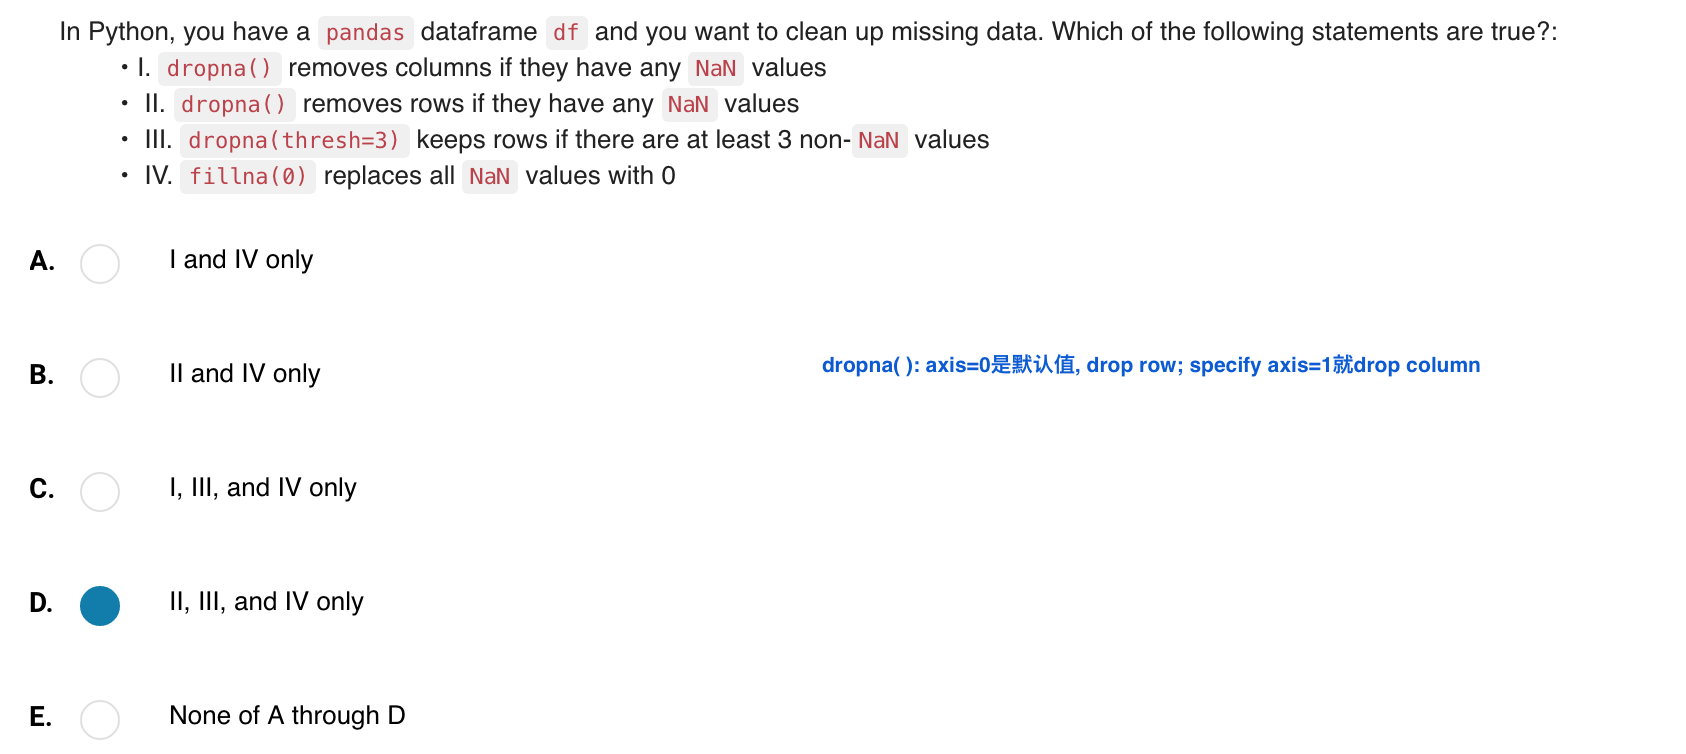 In Python, you have a pandas dataframe df and you want to clean up missing data. Which of the following statements are true?:
• I. dropna() removes columns if they have any NaN values
• II. dropna() removes rows if they have any NaN values
• III. dropna(thresh=3) keeps rows if there are at least 3 non-NaN values
• IV. fillna(0) replaces all NaN values with 0
A. I and IV only
B. II and IV only
dropna( ): axis=0是默认值, drop row; specify axis=1就drop column
C. I, III, and IV only
D. II, III, and IV only
E. None of A through D